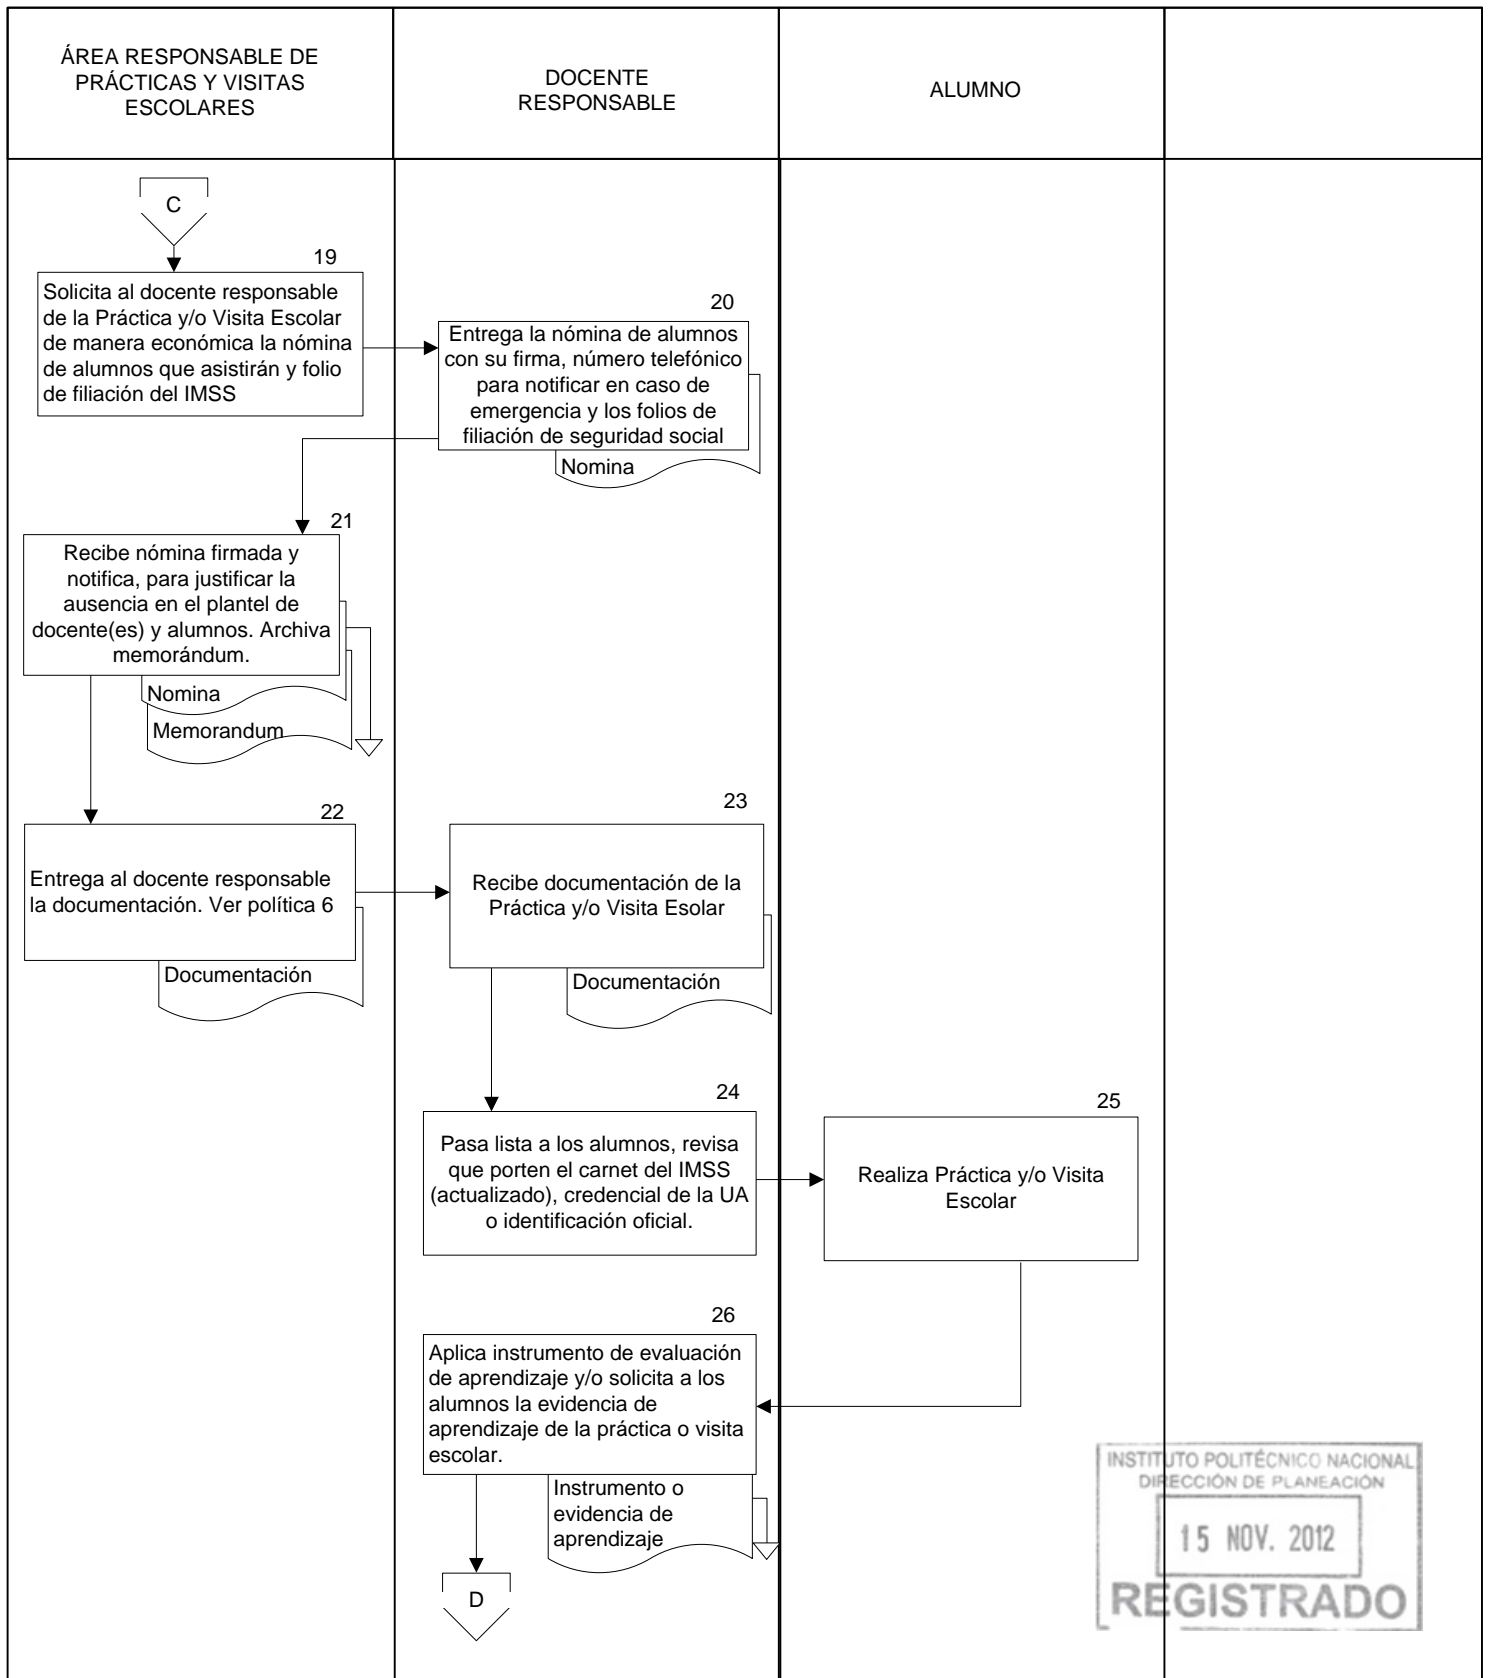 ÁREA RESPONSABLE DE
PRÁCTICAS Y VISITAS
ESCOLARES
DOCENTE
RESPONSABLE
ALUMNO
C
19
Solicita al docente responsable
de la Práctica y/o Visita Escolar
de manera económica la nómina
de alumnos que asistirán y folio
de filiación del IMSS
20
Entrega la nómina de alumnos
con su firma, número telefónico
para notificar en caso de
emergencia y los folios de
filiación de seguridad social
Nomina
21
Recibe nómina firmada y
notifica, para justificar la
ausencia en el plantel de
docente(es) y alumnos. Archiva
memorándum.
Nomina
Memorandum
22
Entrega al docente responsable
la documentación. Ver política 6
Documentación
23
Recibe documentación de la
Práctica y/o Visita Esolar
Documentación
24
Pasa lista a los alumnos, revisa
que porten el carnet del IMSS
(actualizado), credencial de la UA
o identificación oficial.
25
Realiza Práctica y/o Visita
Escolar
26
Aplica instrumento de evaluación
de aprendizaje y/o solicita a los
alumnos la evidencia de
aprendizaje de la práctica o visita
escolar.
Instrumento o
evidencia de
aprendizaje
D
INSTITUTO POLITÉCNICO NACIONAL
DIRECCIÓN DE PLANEACIÓN
15 NOV. 2012
REGISTRADO